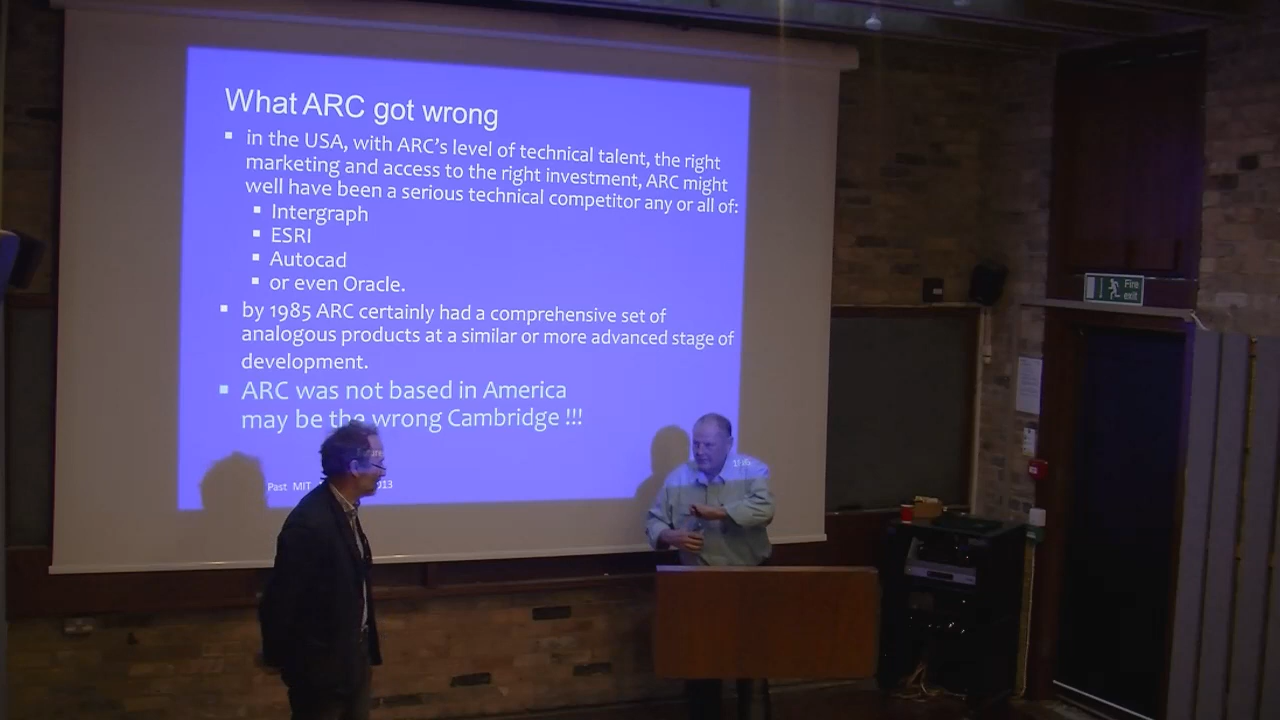 What ARC got wrong
▪ in the USA, with ARC's level of technical talent, the right
marketing and access to the right investment, ARC might
well have been a serious technical competitor any or all of:
▪ Intergraph
▪ ESRI
▪ Autocad
▪ or even Oracle.
▪ by 1985 ARC certainly had a comprehensive set of
analogous products at a similar or more advanced stage of
development.
▪ ARC was not based in America
may be the wrong Cambridge !!!
Past MIT
Fire
exit